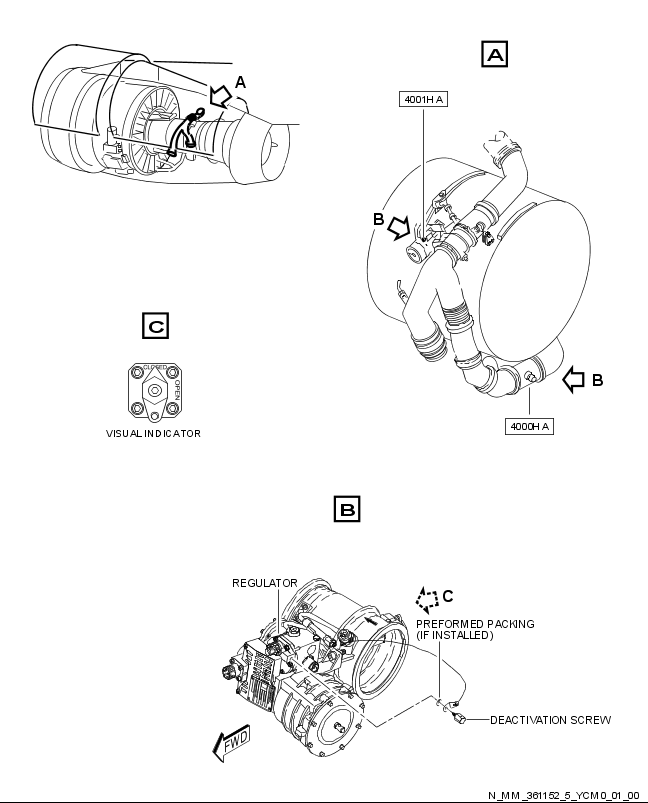 A
A
4001HA
B
B
4000HA
C
CLOSED
OPEN
VISUAL INDICATOR
B
REGULATOR
C
PREFORMED PACKING
(IF INSTALLED)
DEACTIVATION SCREW
FWD
N_MM_361152_5_YCM0_01_00